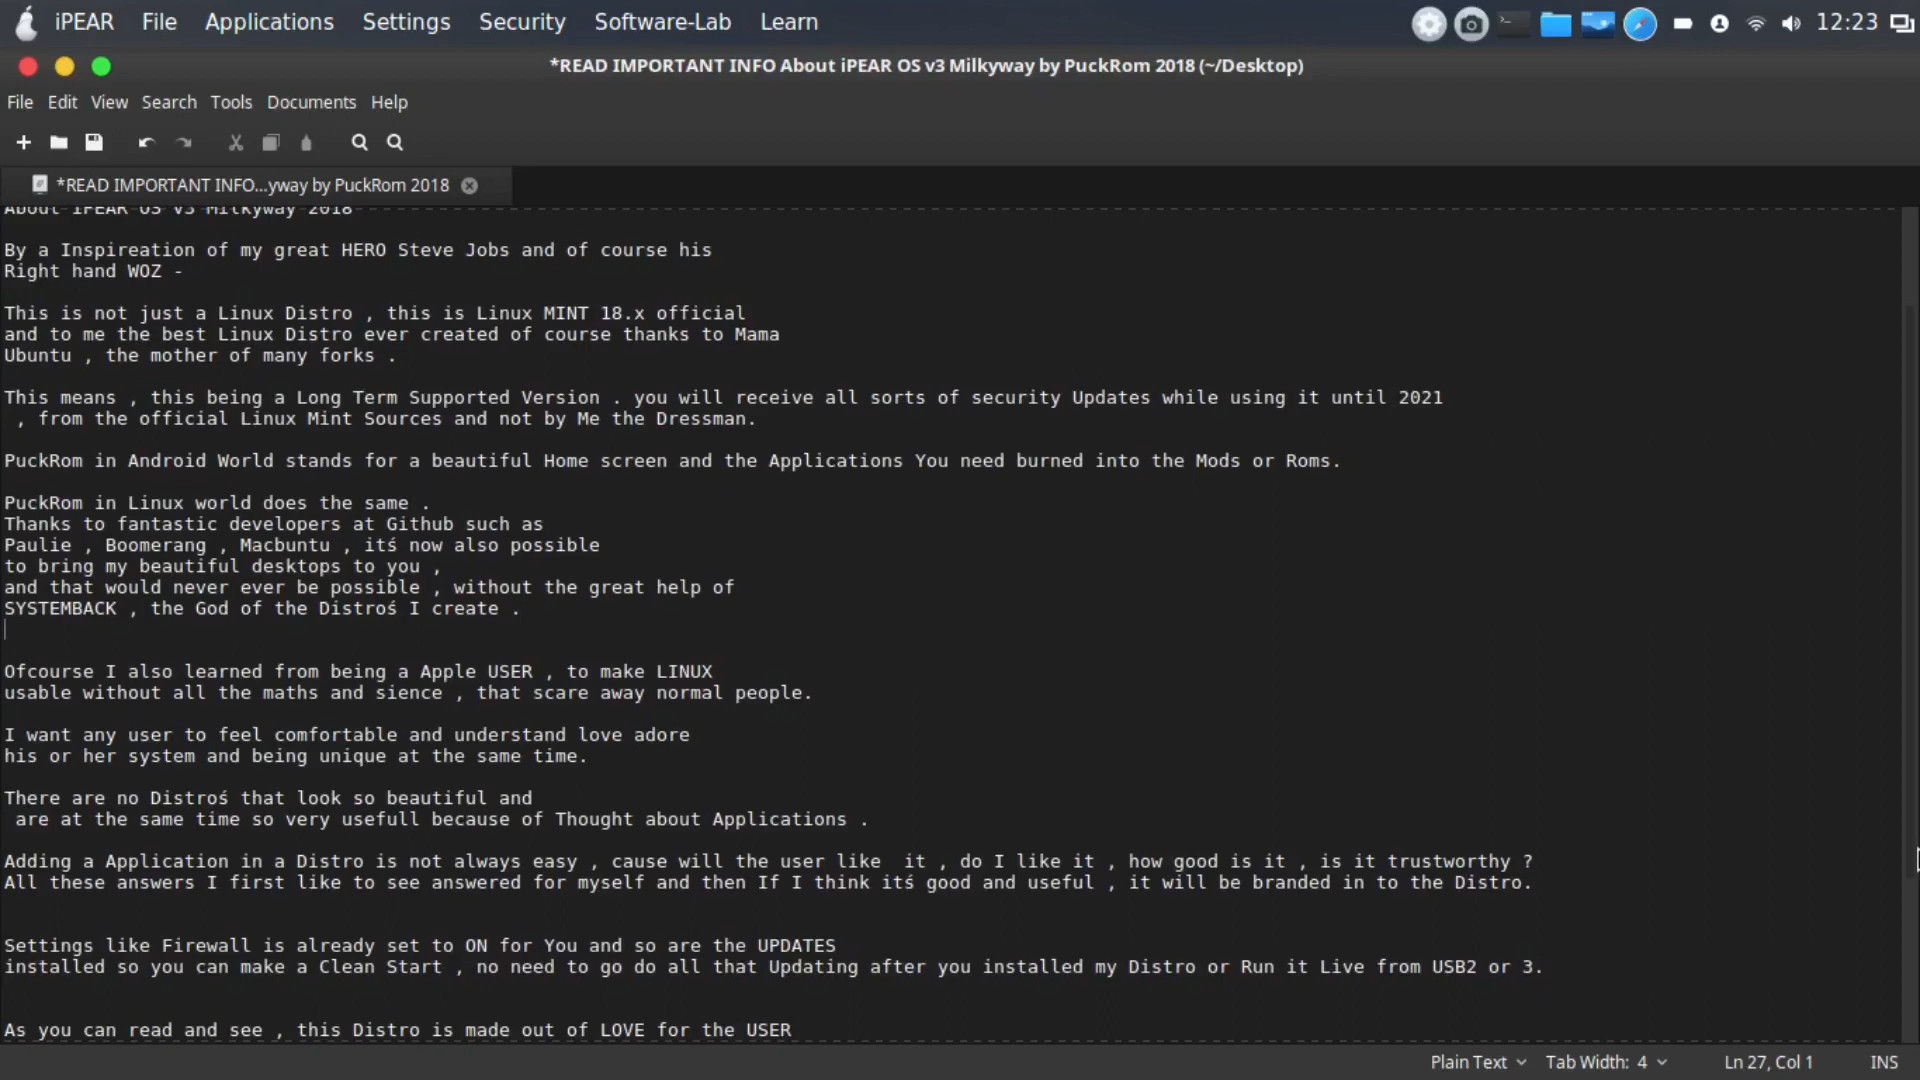 iPEAR File Applications Settings Security Software-Lab Learn 12:23
*READ IMPORTANT INFO About iPEAR OS v3 Milkyway by PuckRom 2018 (~/Desktop)
File Edit View Search Tools Documents Help
*READ IMPORTANT INFO...yway by PuckRom 2018
About iPEAR OS v3 Milkyway 2018
By a Inspireation of my great HERO Steve Jobs and of course his
Right hand WOZ -
This is not just a Linux Distro , this is Linux MINT 18.x official
and to me the best Linux Distro ever created of course thanks to Mama
Ubuntu , the mother of many forks .
This means , this being a Long Term Supported Version . you will receive all sorts of security Updates while using it until 2021
, from the official Linux Mint Sources and not by Me the Dressman.
PuckRom in Android World stands for a beautiful Home screen and the Applications You need burned into the Mods or Roms.
PuckRom in Linux world does the same .
Thanks to fantastic developers at Github such as
Paulie , Boomerang , Macbuntu , itś now also possible
to bring my beautiful desktops to you ,
and that would never ever be possible , without the great help of
SYSTEMBACK , the God of the Distroś I create .
Ofcourse I also learned from being a Apple USER , to make LINUX
usable without all the maths and sience , that scare away normal people.
I want any user to feel comfortable and understand love adore
his or her system and being unique at the same time.
There are no Distroś that look so beautiful and
are at the same time so very usefull because of Thought about Applications .
Adding a Application in a Distro is not always easy , cause will the user like  it , do I like it , how good is it , is it trustworthy ?
All these answers I first like to see answered for myself and then If I think itś good and useful , it will be branded in to the Distro.
Settings like Firewall is already set to ON for You and so are the UPDATES
installed so you can make a Clean Start , no need to go do all that Updating after you installed my Distro or Run it Live from USB2 or 3.
As you can read and see , this Distro is made out of LOVE for the USER
Plain Text Tab Width: 4 Ln 27, Col 1 INS